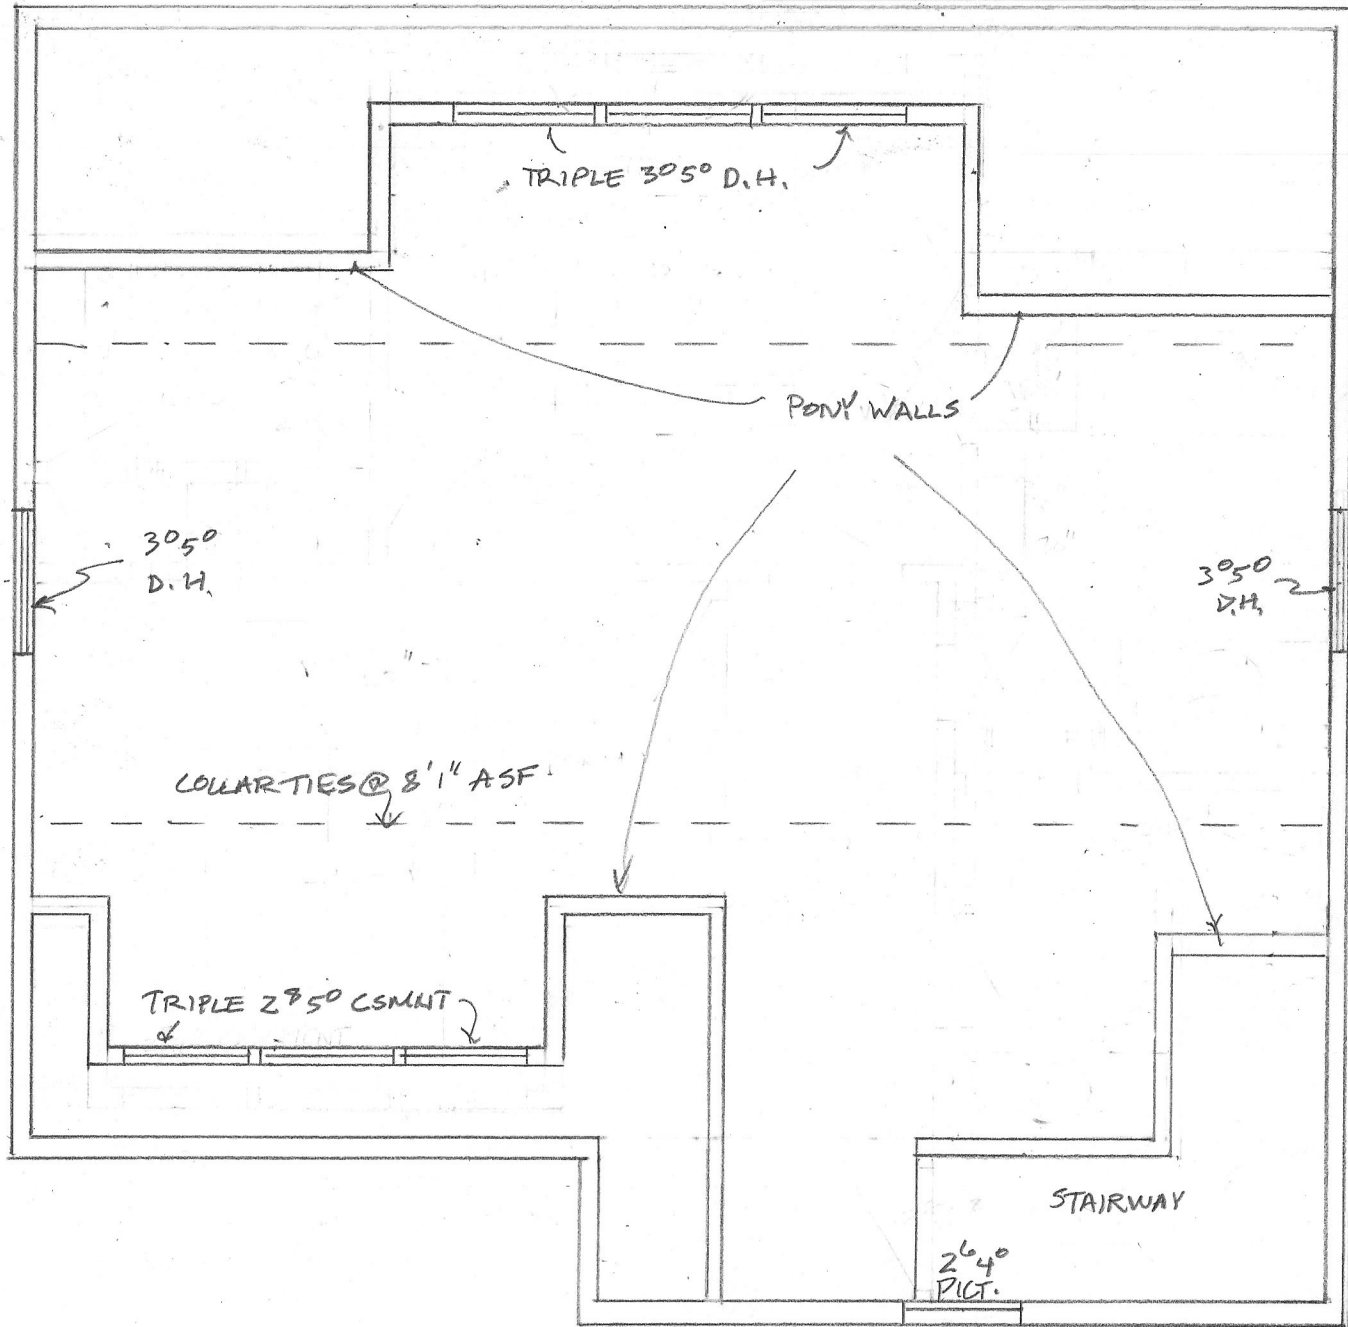 TRIPLE 3⁰5⁰ D.H.
PONY WALLS
3⁰5⁰
D.H.
3⁰5⁰
D.H.
COLLAR TIES @ 8'1" ASF
TRIPLE 2⁸5⁰ CSMNT
STAIRWAY
2⁶4⁰
PICT.